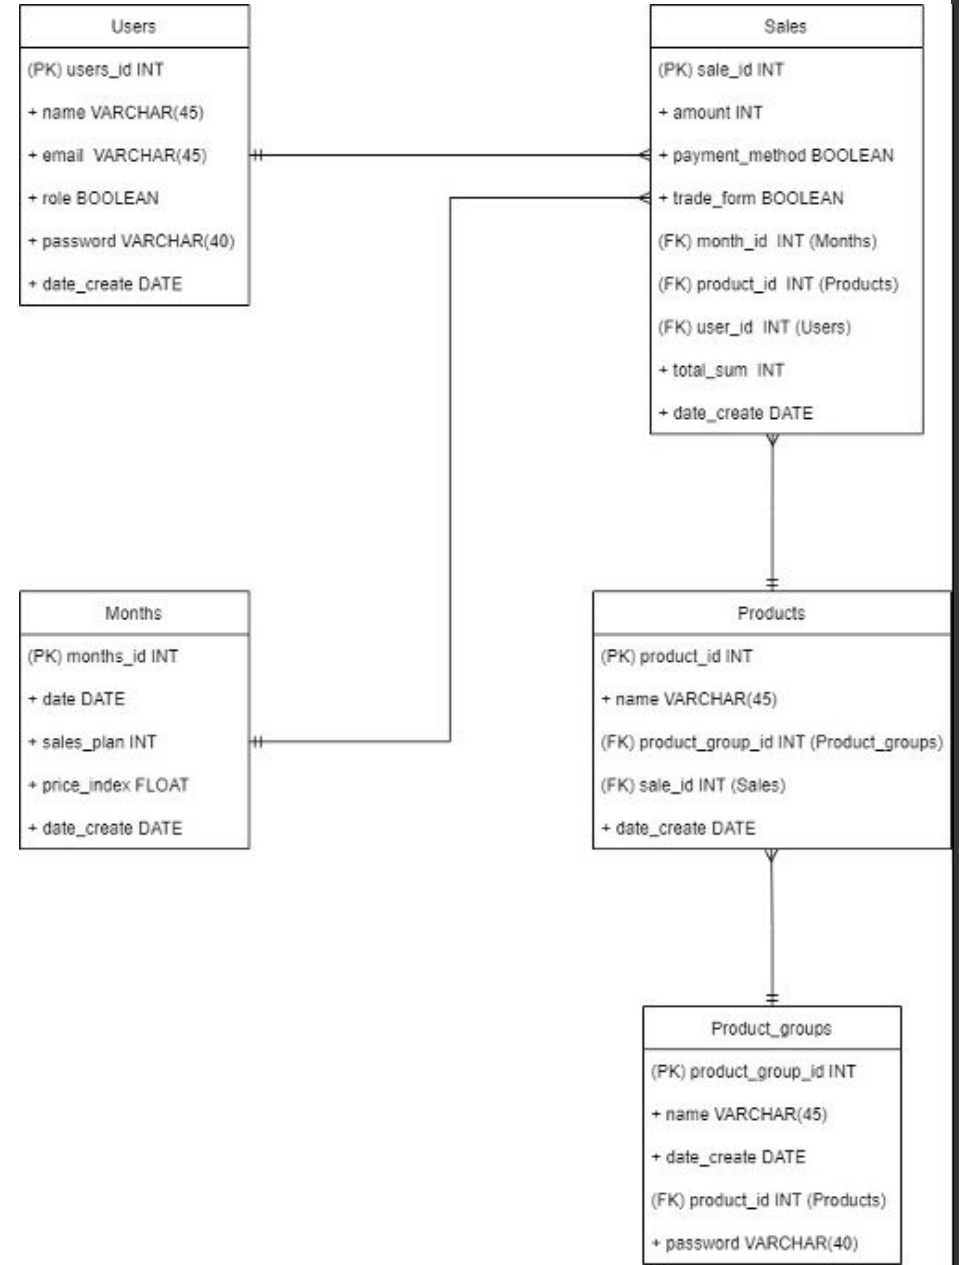 Users
(PK) users_id INT
+ name VARCHAR(45)
+ email VARCHAR(45)
+ role BOOLEAN
+ password VARCHAR(40)
+ date_create DATE
Sales
(PK) sale_id INT
+ amount INT
+ payment_method BOOLEAN
+ trade_form BOOLEAN
(FK) month_id INT (Months)
(FK) product_id INT (Products)
(FK) user_id INT (Users)
+ total_sum INT
+ date_create DATE
Months
(PK) months_id INT
+ date DATE
+ sales_plan INT
+ price_index FLOAT
+ date_create DATE
Products
(PK) product_id INT
+ name VARCHAR(45)
(FK) product_group_id INT (Product_groups)
(FK) sale_id INT (Sales)
+ date_create DATE
Product_groups
(PK) product_group_id INT
+ name VARCHAR(45)
+ date_create DATE
(FK) product_id INT (Products)
+ password VARCHAR(40)